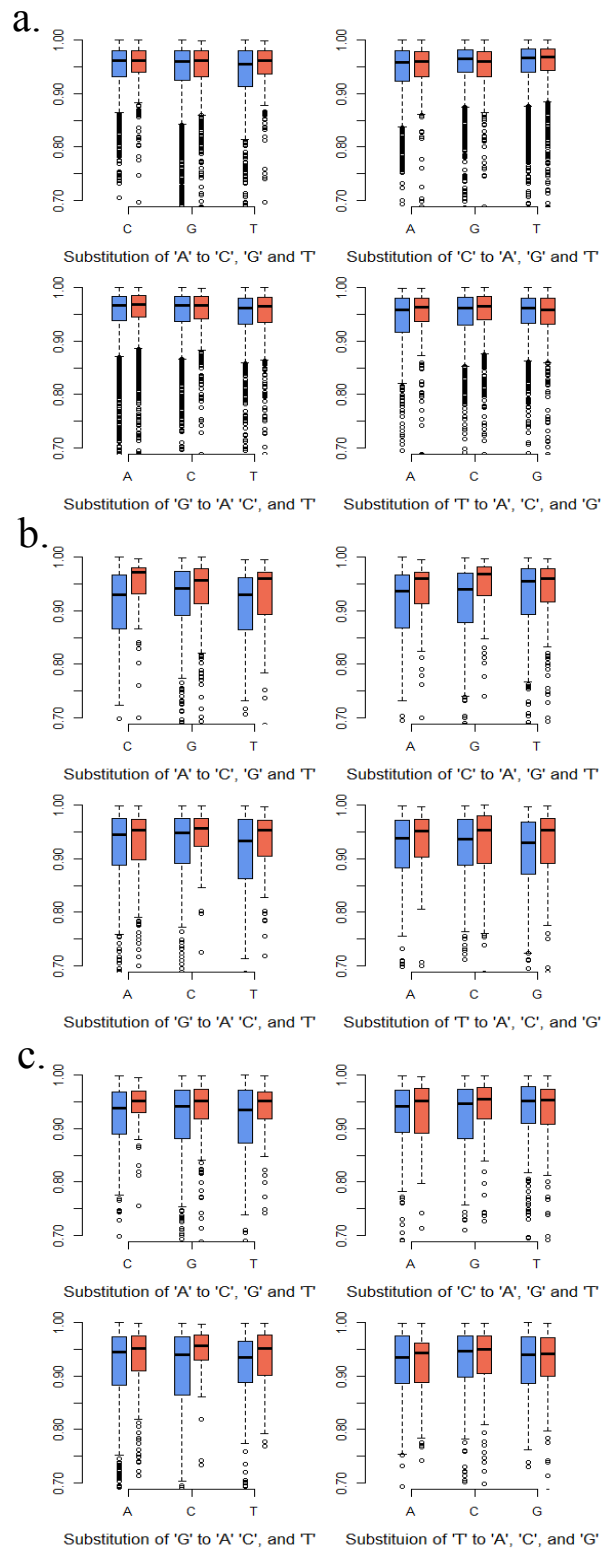 a.
1.00
0.90
0.80
0.70
C G T
Substitution of 'A' to 'C', 'G' and 'T'
1.00
0.90
0.80
0.70
A G T
Substitution of 'C' to 'A', 'G' and 'T'
1.00
0.90
0.80
0.70
A C T
Substitution of 'G' to 'A' 'C', and 'T'
1.00
0.90
0.80
0.70
A C G
Substitution of 'T' to 'A', 'C', and 'G'
b.
1.00
0.90
0.80
0.70
C G T
Substitution of 'A' to 'C', 'G' and 'T'
1.00
0.90
0.80
0.70
A G T
Substitution of 'C' to 'A', 'G' and 'T'
1.00
0.90
0.80
0.70
A C T
Substitution of 'G' to 'A' 'C', and 'T'
1.00
0.90
0.80
0.70
A C G
Substitution of 'T' to 'A', 'C', and 'G'
c.
1.00
0.90
0.80
0.70
C G T
Substitution of 'A' to 'C', 'G' and 'T'
1.00
0.90
0.80
0.70
A G T
Substitution of 'C' to 'A', 'G' and 'T'
1.00
0.90
0.80
0.70
A C T
Substitution of 'G' to 'A' 'C', and 'T'
1.00
0.90
0.80
0.70
A C G
Substituion of 'T' to 'A', 'C', and 'G'